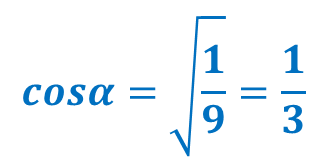 cosα = √(1/9) = 1/3